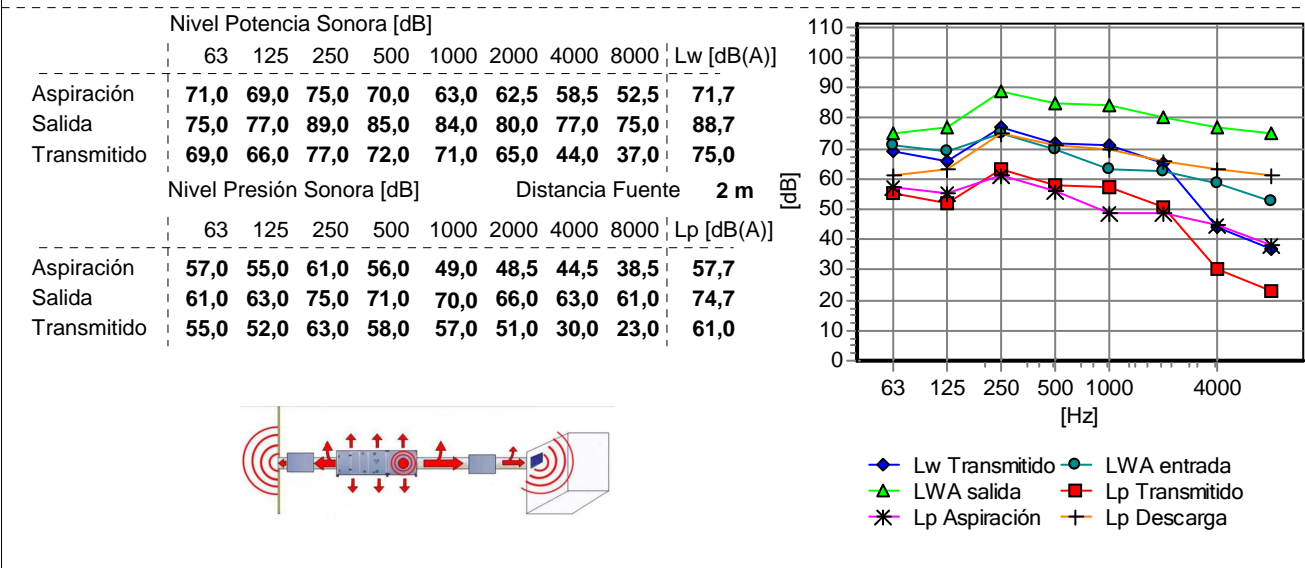 Nivel Potencia Sonora [dB]
63 125 250 500 1000 2000 4000 8000 Lw [dB(A)]
Aspiración 71,0 69,0 75,0 70,0 63,0 62,5 58,5 52,5 71,7
Salida 75,0 77,0 89,0 85,0 84,0 80,0 77,0 75,0 88,7
Transmitido 69,0 66,0 77,0 72,0 71,0 65,0 44,0 37,0 75,0
Nivel Presión Sonora [dB] Distancia Fuente 2 m
63 125 250 500 1000 2000 4000 8000 Lp [dB(A)]
Aspiración 57,0 55,0 61,0 56,0 49,0 48,5 44,5 38,5 57,7
Salida 61,0 63,0 75,0 71,0 70,0 66,0 63,0 61,0 74,7
Transmitido 55,0 52,0 63,0 58,0 57,0 51,0 30,0 23,0 61,0
110
100
90
80
70
60
50
40
30
20
10
0
[dB]
63 125 250 500 1000 4000
[Hz]
Lw Transmitido LWA entrada
LWA salida Lp Transmitido
Lp Aspiración Lp Descarga